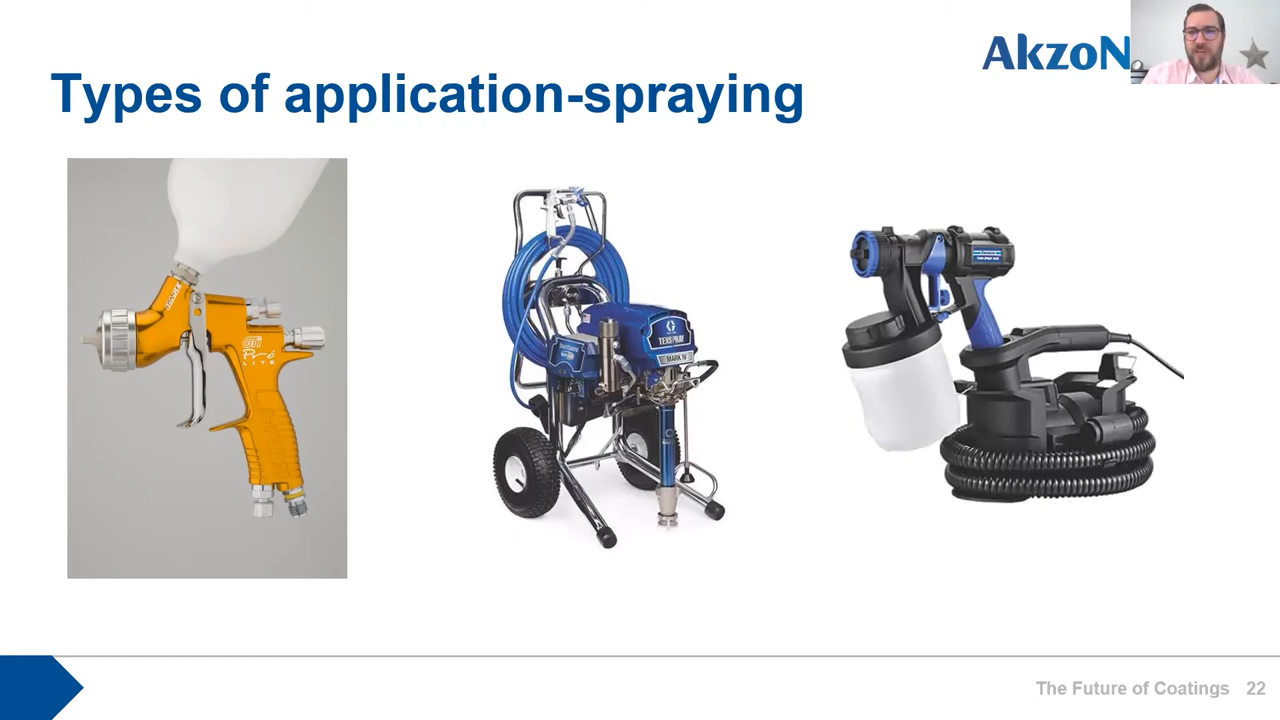 AkzoN
Types of application-spraying
GTi
Pro
LITE
TEXSPRAY
MARK IV
The Future of Coatings 22